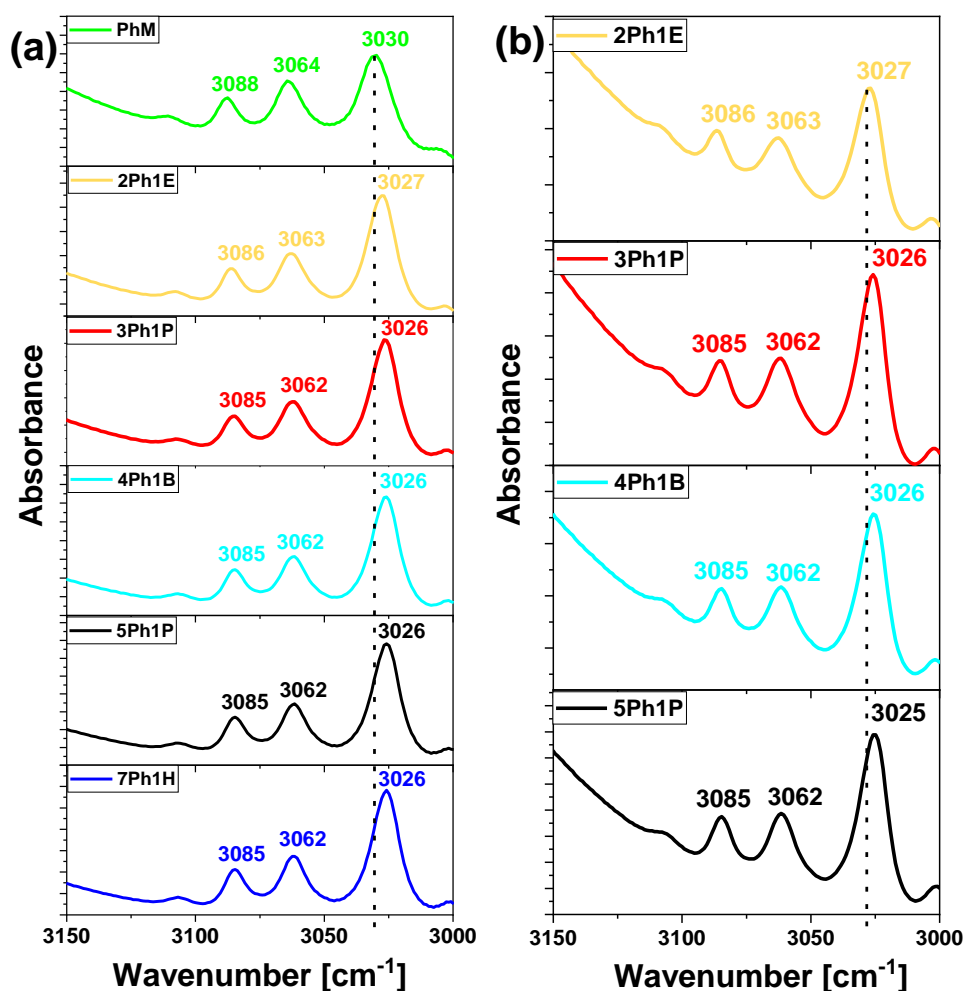 (a)
PhM
3088 3064 3030
2Ph1E
3086 3063 3027
3Ph1P
3085 3062 3026
4Ph1B
3085 3062 3026
5Ph1P
3085 3062 3026
7Ph1H
3085 3062 3026
Absorbance
3150 3100 3050 3000
Wavenumber [cm⁻¹]
(b)
2Ph1E
3086 3063 3027
3Ph1P
3085 3062 3026
4Ph1B
3085 3062 3026
5Ph1P
3085 3062 3025
Absorbance
3150 3100 3050 3000
Wavenumber [cm⁻¹]